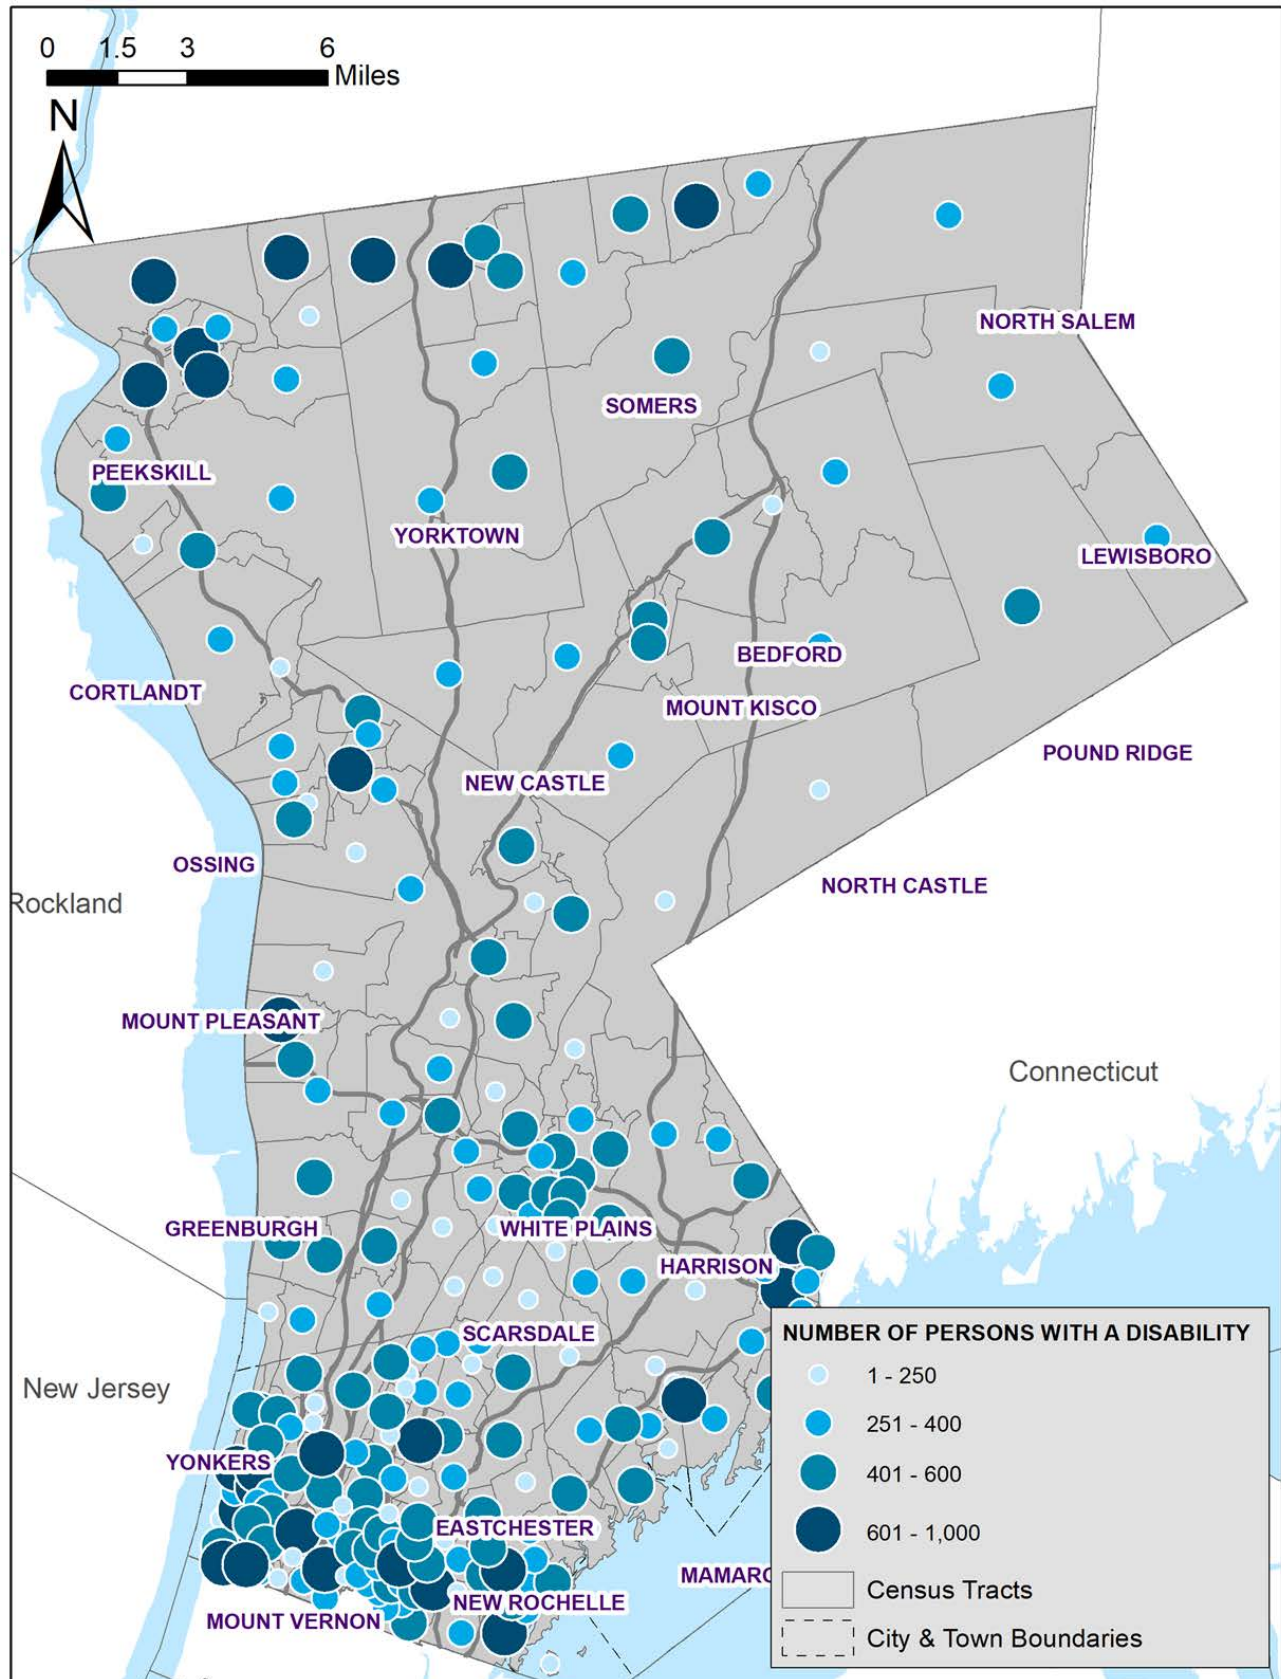 0 1.5 3 6
Miles
N
NORTH SALEM
SOMERS
PEEKSKILL
YORKTOWN
LEWISBORO
BEDFORD
CORTLANDT
MOUNT KISCO
POUND RIDGE
NEW CASTLE
OSSING
NORTH CASTLE
Rockland
MOUNT PLEASANT
Connecticut
GREENBURGH
WHITE PLAINS
HARRISON
SCARSDALE
New Jersey
YONKERS
EASTCHESTER
MAMARO
NEW ROCHELLE
MOUNT VERNON
NUMBER OF PERSONS WITH A DISABILITY
1 - 250
251 - 400
401 - 600
601 - 1,000
Census Tracts
City & Town Boundaries